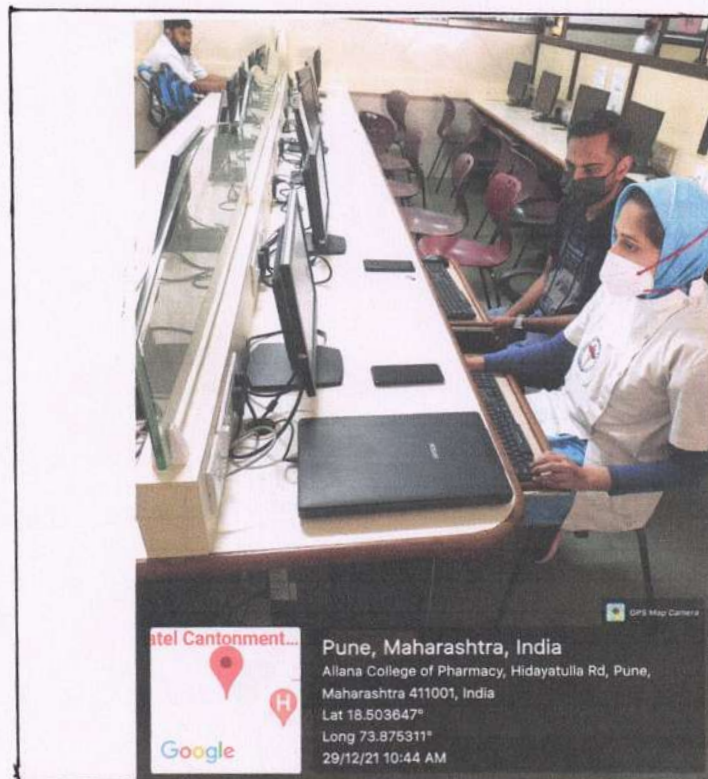 acer
GPS Map Camera
atel Cantonment...
H
Google
Pune, Maharashtra, India
Allana College of Pharmacy, Hidayatulla Rd, Pune,
Maharashtra 411001, India
Lat 18.503647°
Long 73.875311°
29/12/21 10:44 AM